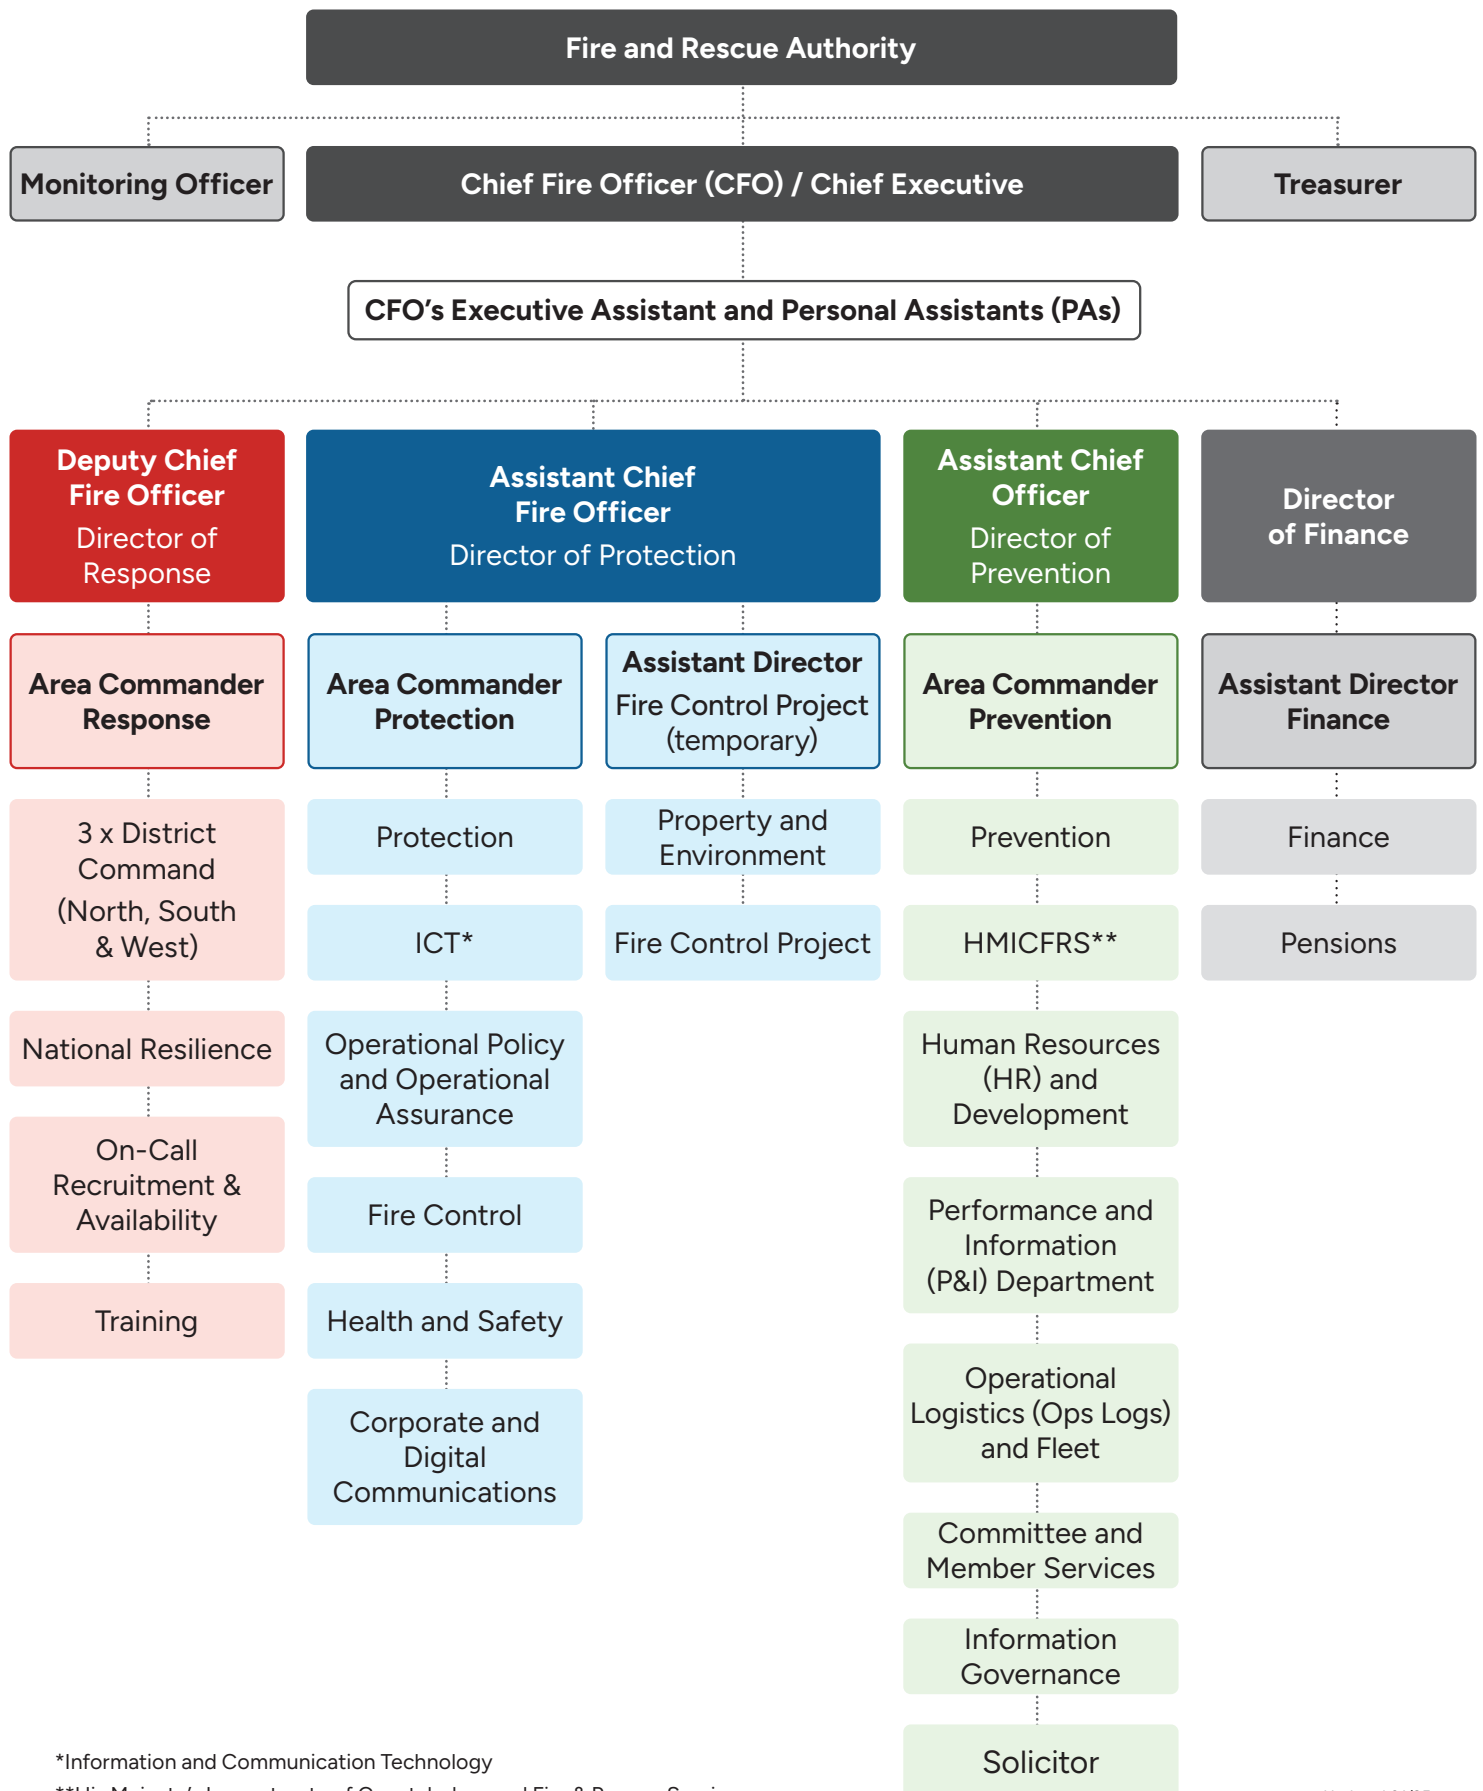 Fire and Rescue Authority
Monitoring Officer
Chief Fire Officer (CFO) / Chief Executive
Treasurer
CFO’s Executive Assistant and Personal Assistants (PAs)
Deputy Chief
Fire Officer
Director of
Response
Assistant Chief
Fire Officer
Director of Protection
Assistant Chief
Officer
Director of
Prevention
Director
of Finance
Area Commander
Response
Area Commander
Protection
Assistant Director
Fire Control Project
(temporary)
Area Commander
Prevention
Assistant Director
Finance
3 x District
Command
(North, South
& West)
National Resilience
On-Call
Recruitment &
Availability
Training
Protection
ICT*
Operational Policy
and Operational
Assurance
Fire Control
Health and Safety
Corporate and
Digital
Communications
Property and
Environment
Fire Control Project
Prevention
HMICFRS**
Human Resources
(HR) and
Development
Performance and
Information
(P&I) Department
Operational
Logistics (Ops Logs)
and Fleet
Committee and
Member Services
Information
Governance
Solicitor
Finance
Pensions
*Information and Communication Technology